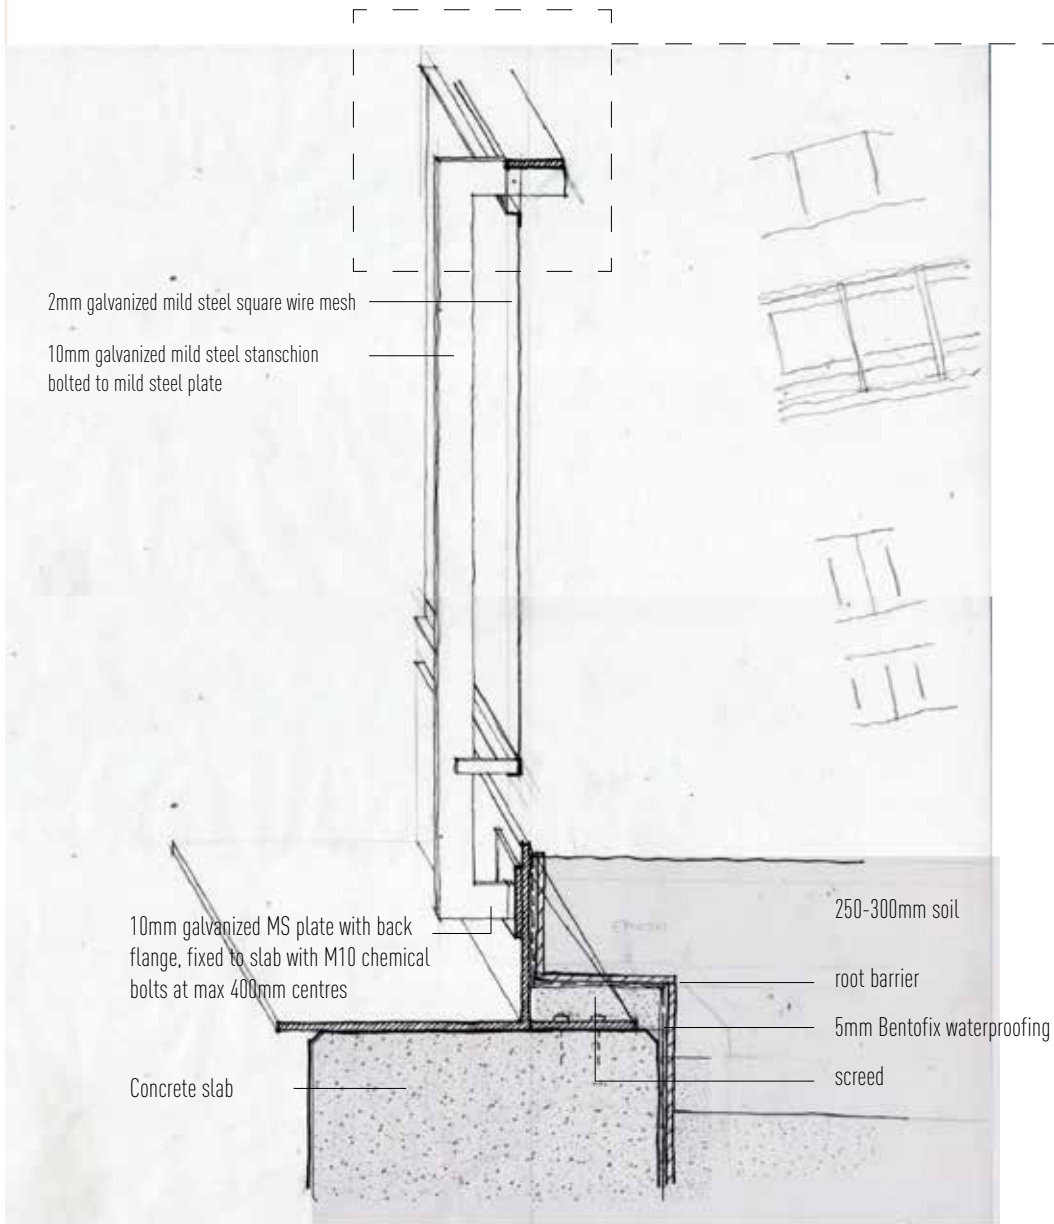 2mm galvanized mild steel square wire mesh
10mm galvanized mild steel stanschion
bolted to mild steel plate
10mm galvanized MS plate with back
flange, fixed to slab with M10 chemical
bolts at max 400mm centres
250-300mm soil
root barrier
5mm Bentofix waterproofing
screed
Concrete slab